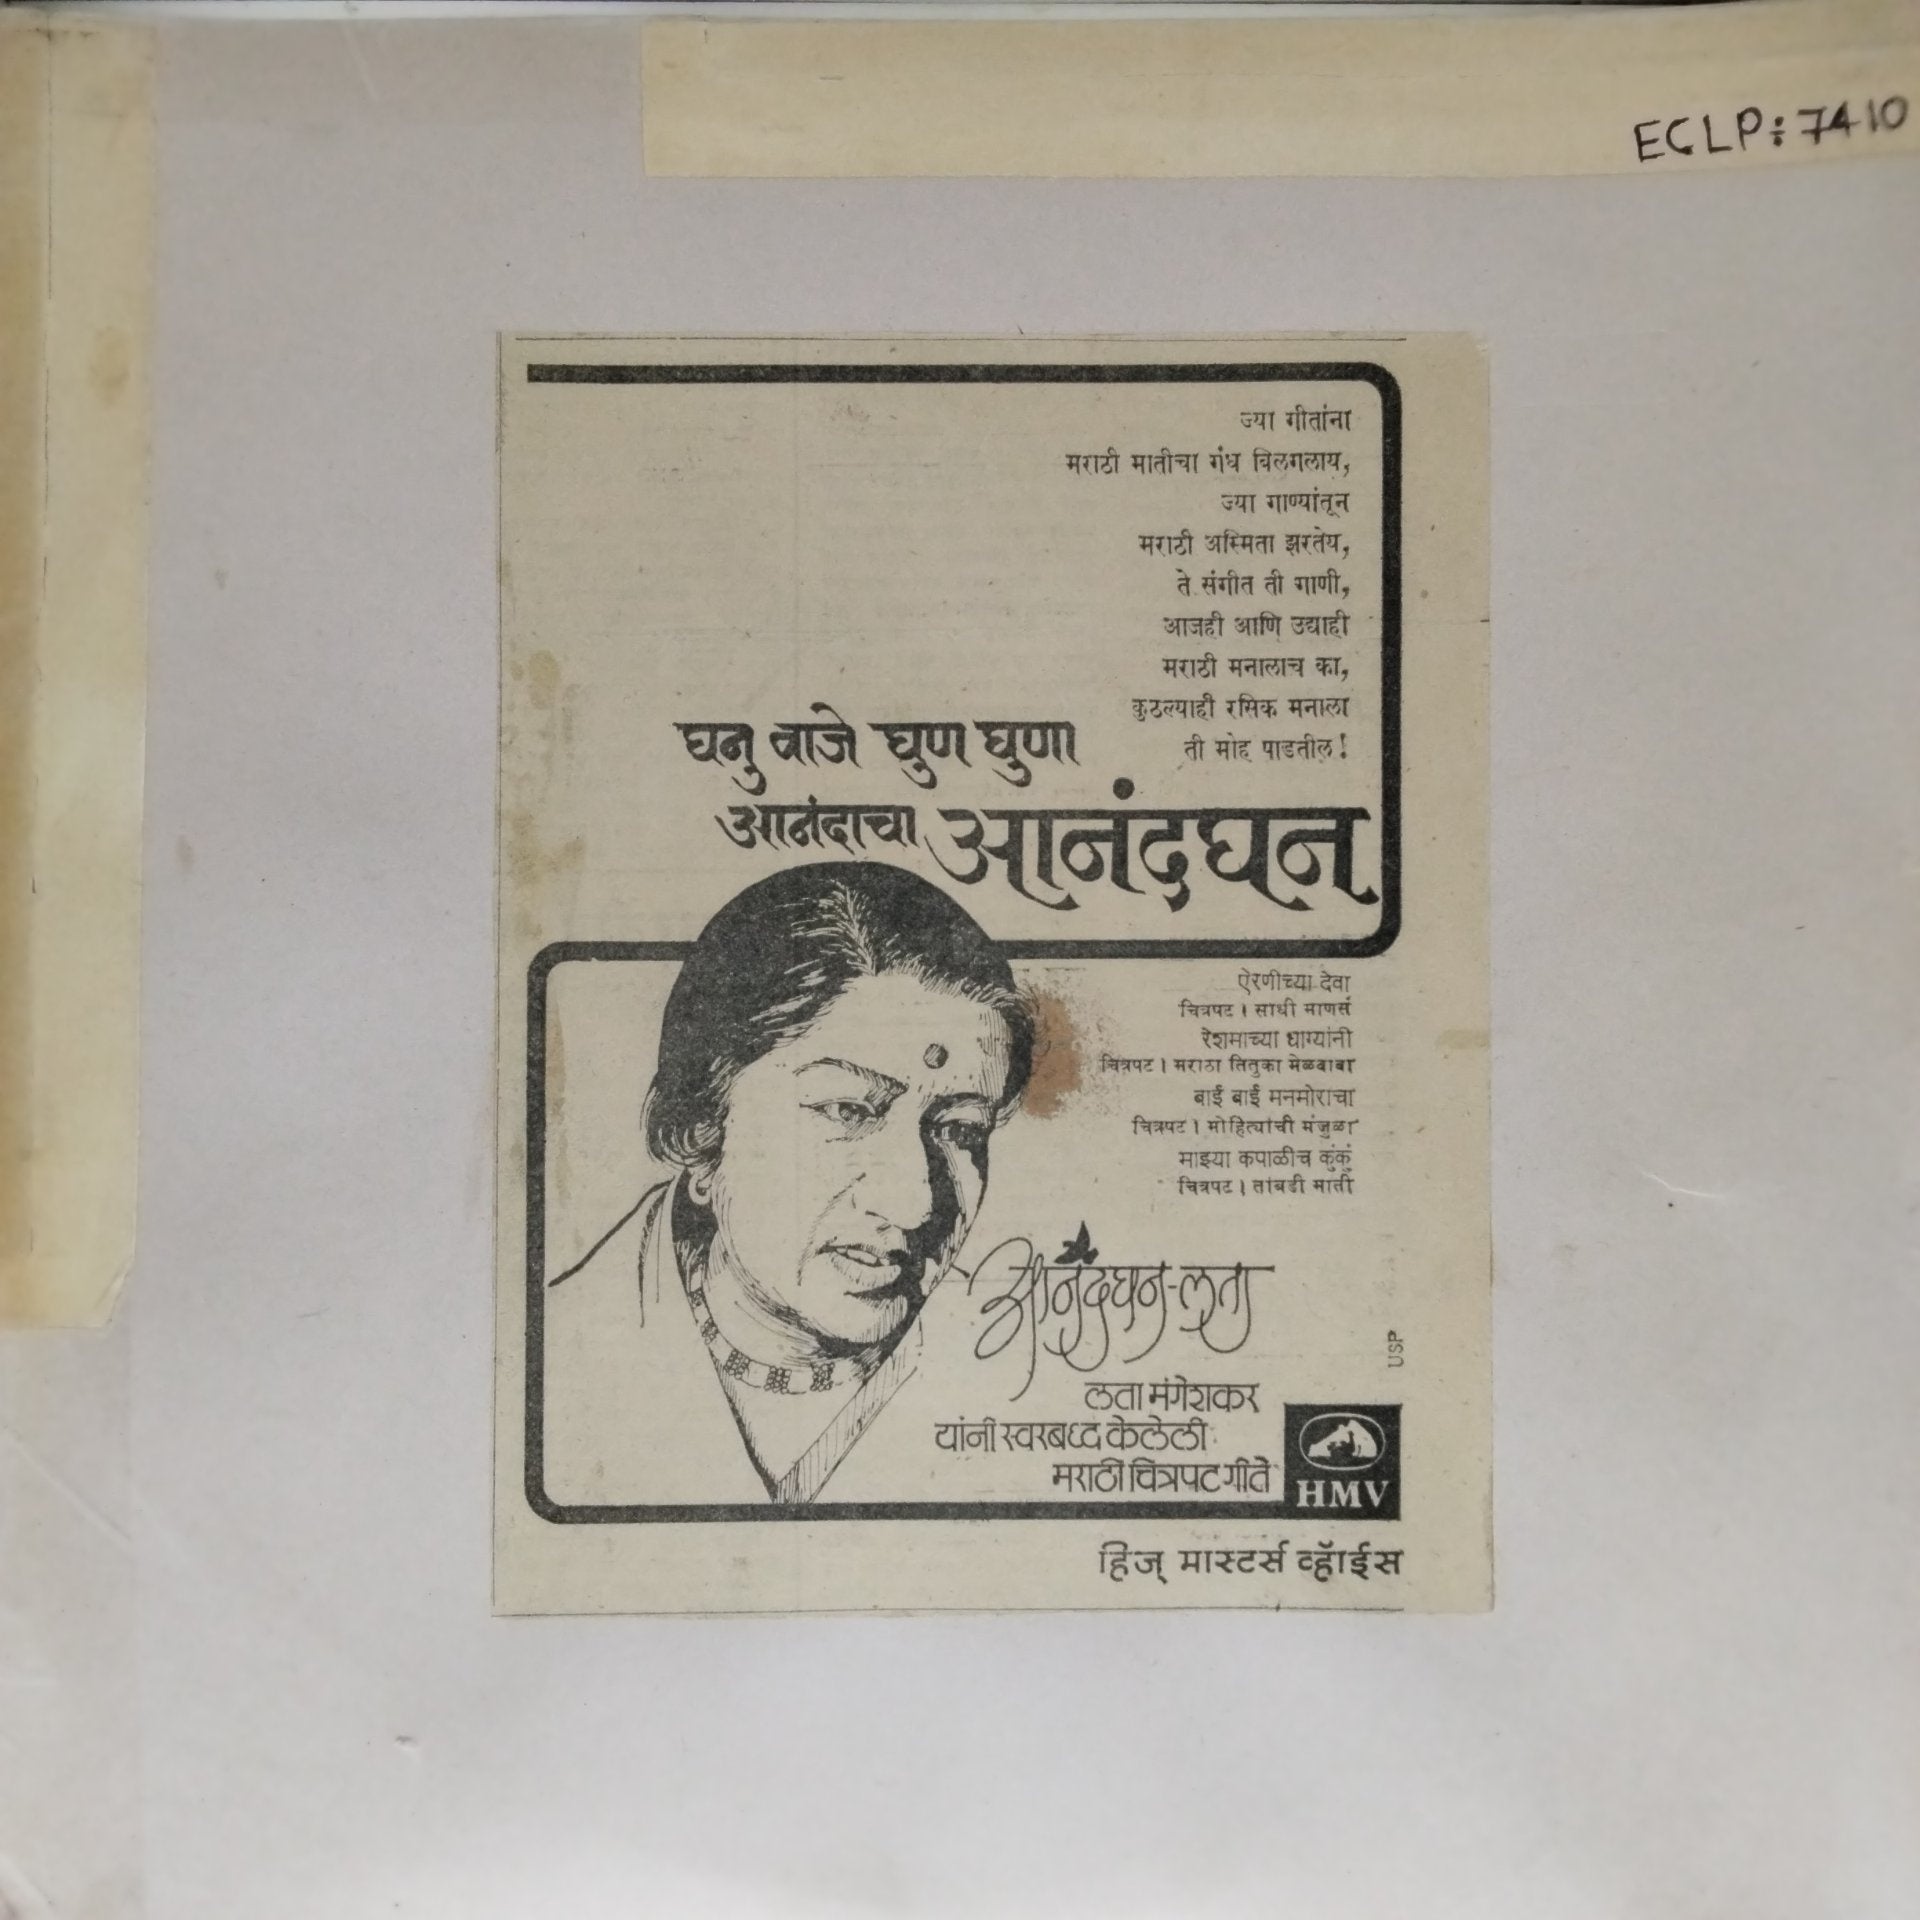 ECLP:7410
ज्या गीतांना
मराठी मातीचा गंध बिलगलाय,
ज्या गाण्यांतून
मराठी अस्मिता झरतेय,
ते संगीत ती गाणी,
आजही आणि उद्याही
मराठी मनालाच का,
कुठल्याही रसिक मनाला
ती मोह पाडतील!
घनु वाजे घुण घुणा
आनंदाचा आनंदघन
ऐरणीच्या देवा
चित्रपट । साधी माणसं
रेशमाच्या धाग्यांनी
चित्रपट । मराठा तितुका मेळवावा
बाई बाई मनमोराचा
चित्रपट । मोहित्यांची मंजुळा
माझ्या कपाळीच कुंकुं
चित्रपट । तांबडी माती
आनंदघन-लता
USP
लता मंगेशकर
यांनी स्वरबध्द केलेली
मराठी चित्रपट गीते
HMV
हिज् मास्टर्स व्हॉईस